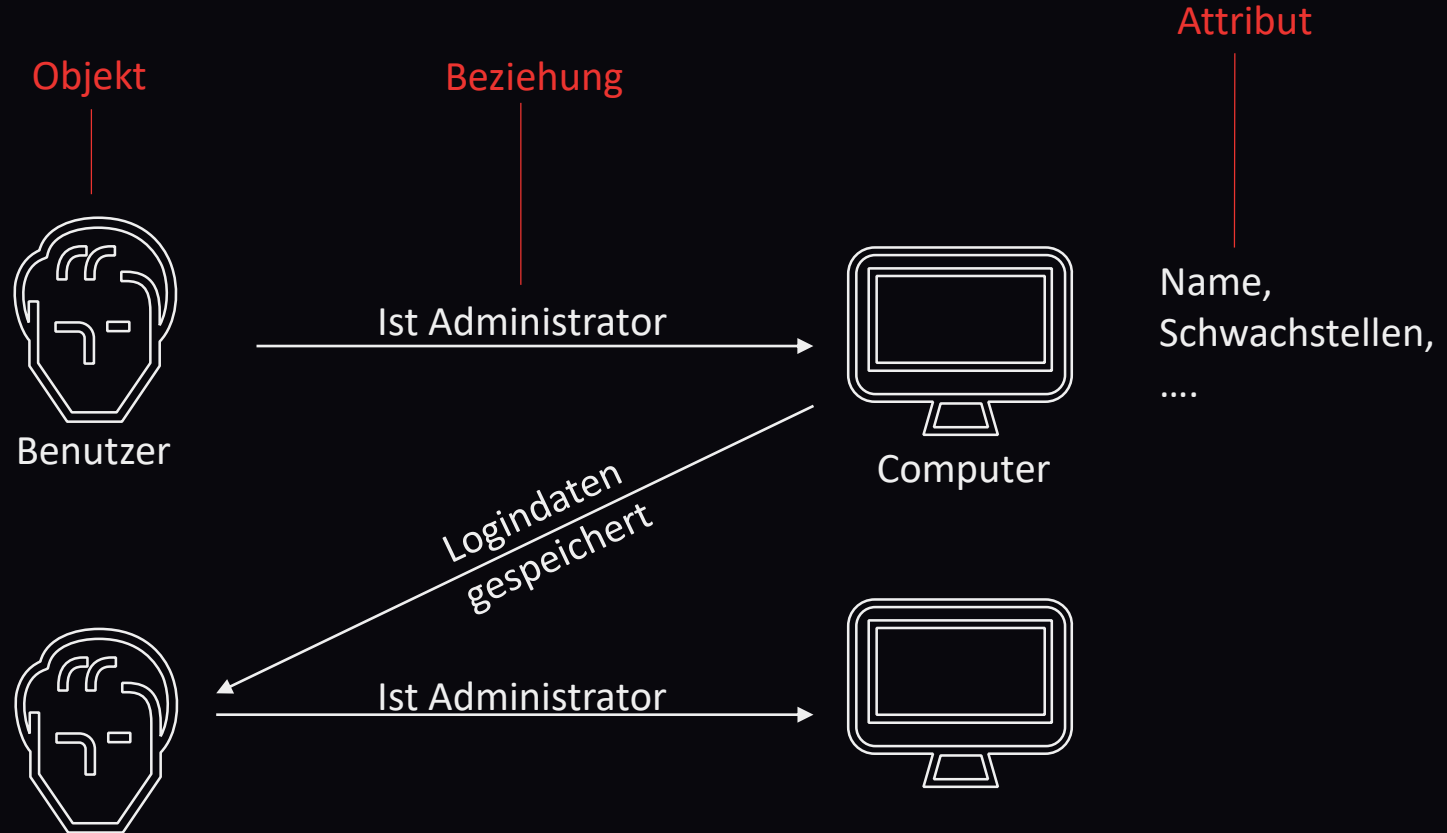 Attribut
Objekt
Beziehung
Name,
Schwachstellen,
....
Ist Administrator
Benutzer
Computer
Logindaten
gespeichert
Ist Administrator